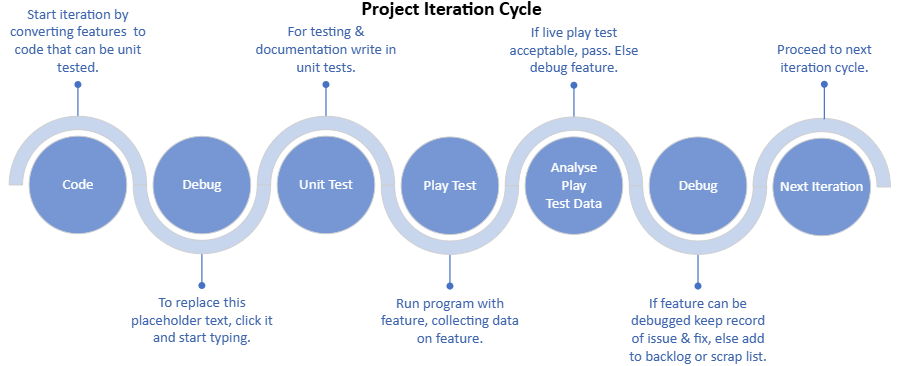 Project Iteration Cycle
Start iteration by
converting features  to
code that can be unit
tested.
For testing &
documentation write in
unit tests.
If live play test
acceptable, pass. Else
debug feature.
Proceed to next
iteration cycle.
Code
Debug
Unit Test
Play Test
Analyse
Play
Test Data
Debug
Next Iteration
To replace this
placeholder text, click it
and start typing.
Run program with
feature, collecting data
on feature.
If feature can be
debugged keep record
of issue & fix, else add
to backlog or scrap list.